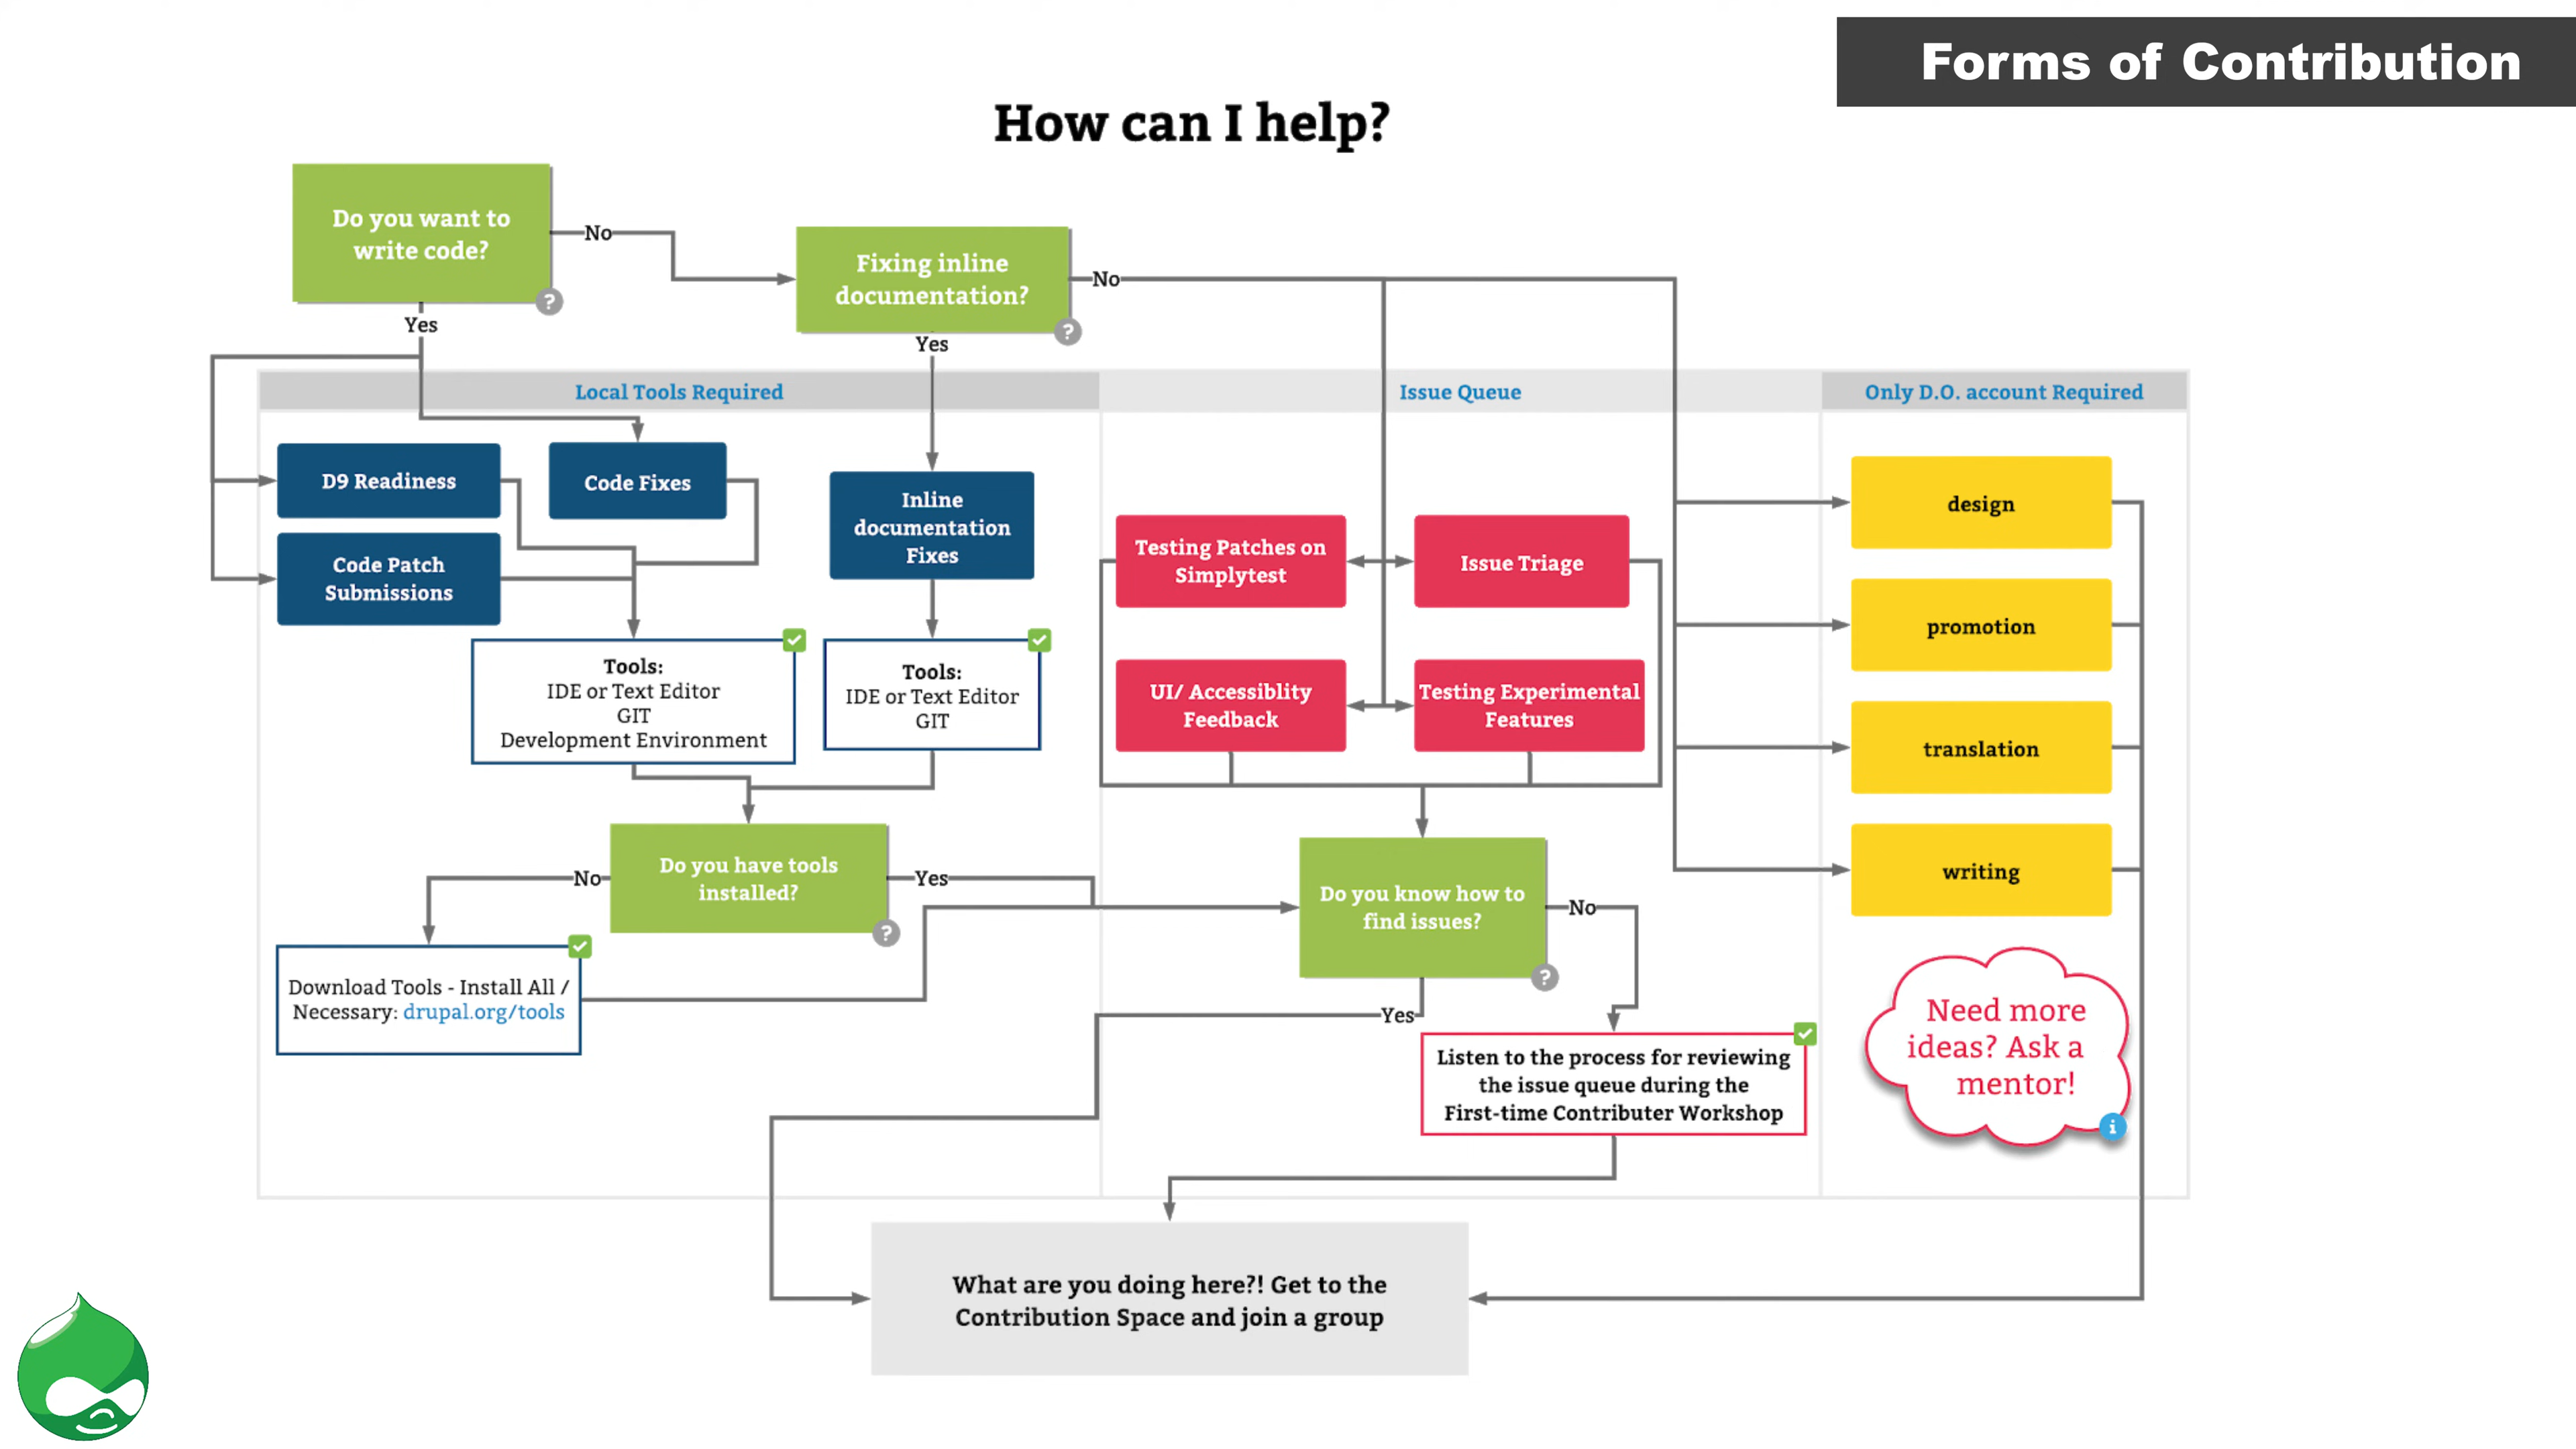 Forms of Contribution
How can I help?
Do you want to
write code?
No
?
Yes
Fixing inline
documentation?
No
?
Yes
Local Tools Required
Issue Queue
Only D.O. account Required
D9 Readiness
Code Fixes
Code Patch
Submissions
Inline
documentation
Fixes
Tools:
IDE or Text Editor
GIT
Development Environment
Tools:
IDE or Text Editor
GIT
Do you have tools
installed?
No
Yes
?
Download Tools - Install All /
Necessary: drupal.org/tools
Testing Patches on
Simplytest
Issue Triage
UI/ Accessiblity
Feedback
Testing Experimental
Features
Do you know how to
find issues?
No
?
Yes
Listen to the process for reviewing
the issue queue during the
First-time Contributer Workshop
design
promotion
translation
writing
Need more
ideas? Ask a
mentor!
i
What are you doing here?! Get to the
Contribution Space and join a group